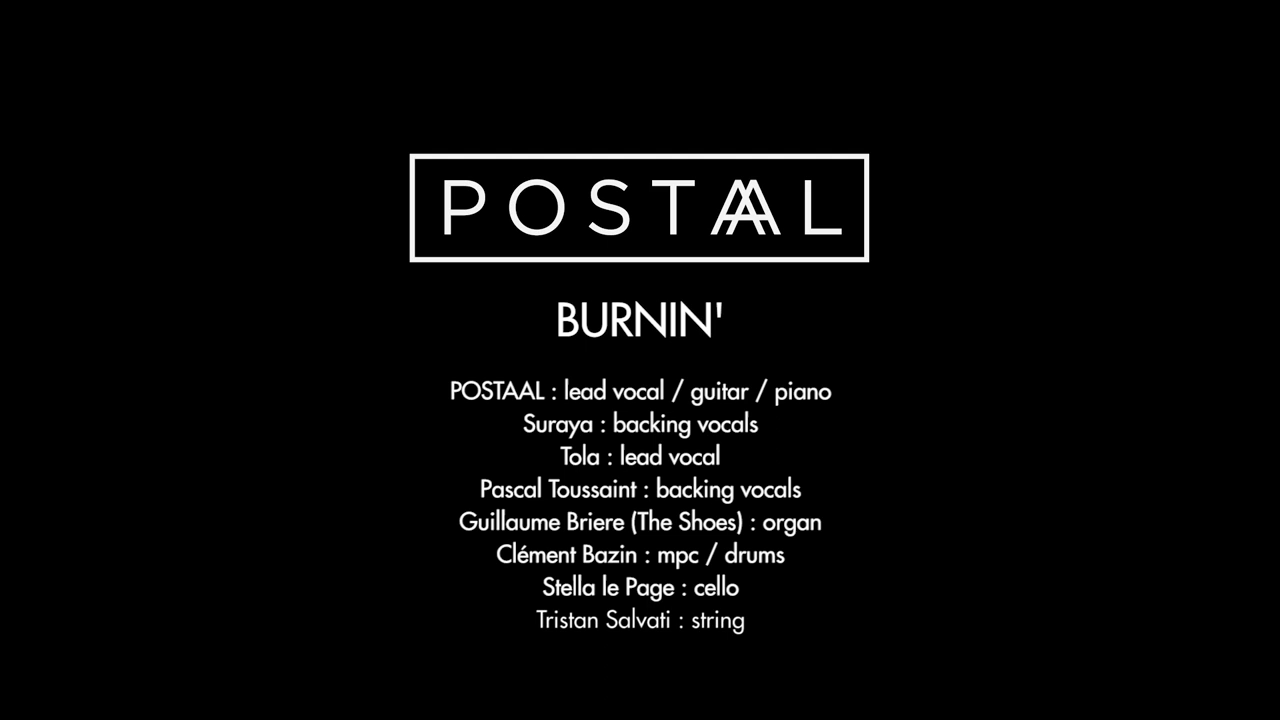 POSTAAL
BURNIN'
POSTAAL : lead vocal / guitar / piano
Suraya : backing vocals
Tola : lead vocal
Pascal Toussaint : backing vocals
Guillaume Briere (The Shoes) : organ
Clément Bazin : mpc / drums
Stella le Page : cello
Tristan Salvati : string